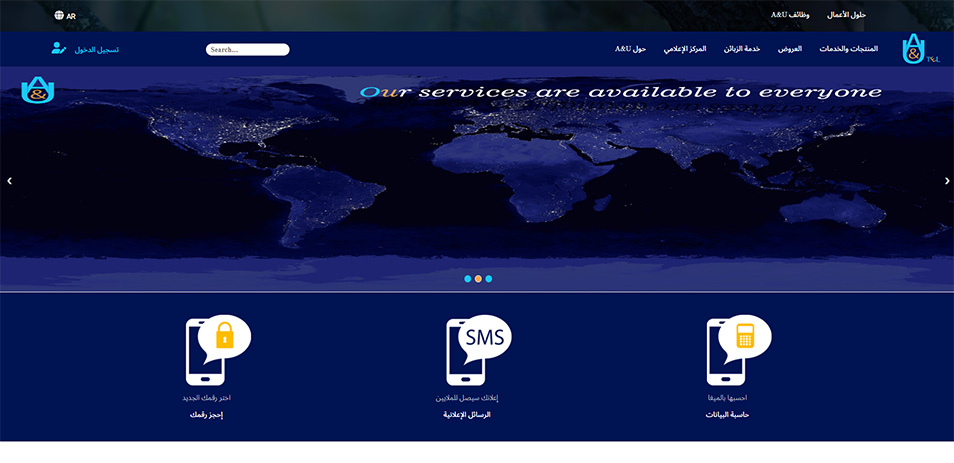 حلول الأعمال
وظائف A&U
AR
A&U
T&L
المنتجات والخدمات
العروض
خدمة الزبائن
المركز الإعلامي
حول A&U
Search...
تسجيل الدخول
A&U
Our services are available to everyone
SMS
احسبها بالميغا
حاسبة البيانات
إعلانك سيصل للملايين
الرسائل الإعلانية
اختر رقمك الجديد
إحجز رقمك